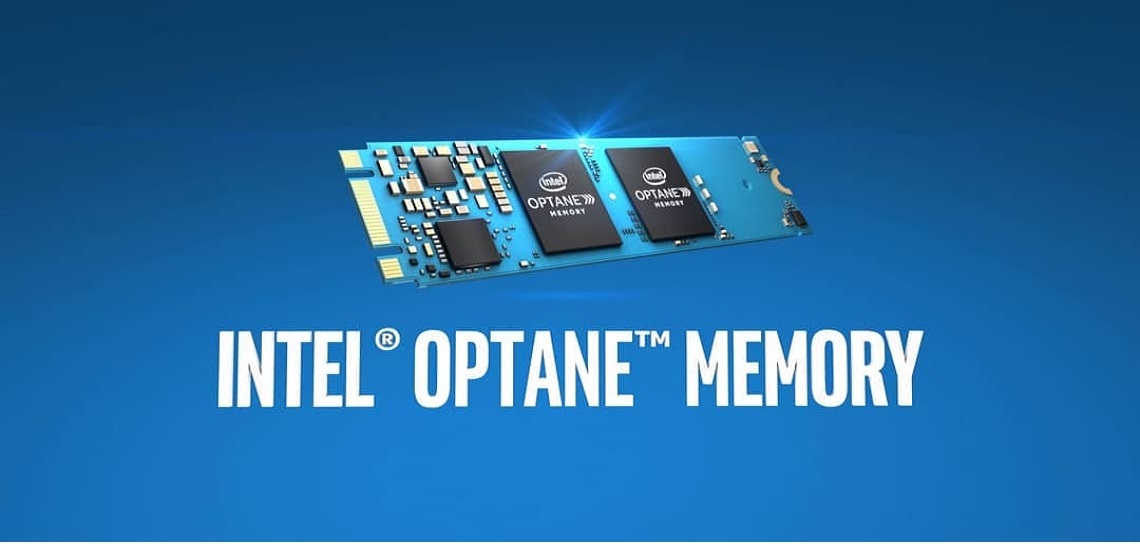 intel
OPTANE
MEMORY
intel
OPTANE
MEMORY
INTEL® OPTANE™ MEMORY